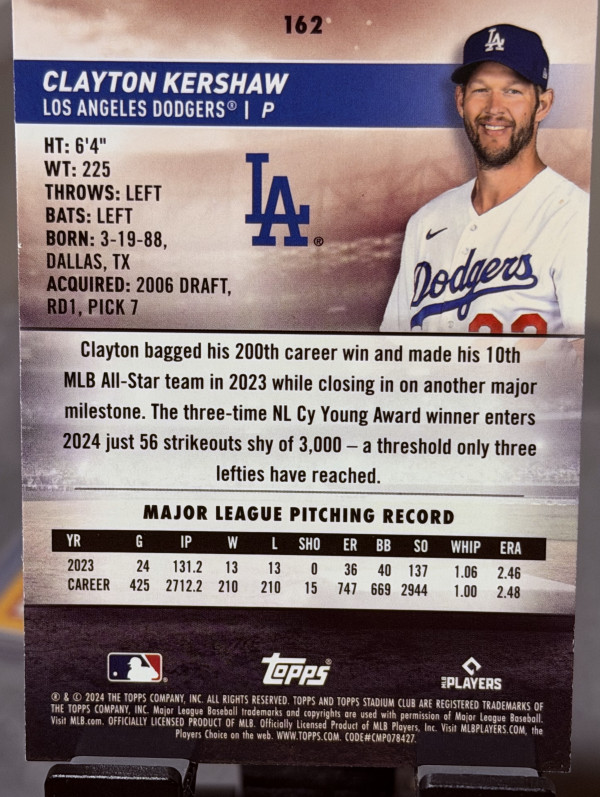 162
LA
CLAYTON KERSHAW
LOS ANGELES DODGERS® | P
HT: 6'4"
WT: 225
THROWS: LEFT
BATS: LEFT
BORN: 3-19-88,
DALLAS, TX
ACQUIRED: 2006 DRAFT,
RD1, PICK 7
LA®
Dodgers
Clayton bagged his 200th career win and made his 10th
MLB All-Star team in 2023 while closing in on another major
milestone. The three-time NL Cy Young Award winner enters
2024 just 56 strikeouts shy of 3,000 – a threshold only three
lefties have reached.
MAJOR LEAGUE PITCHING RECORD
YR G IP W L SHO ER BB SO WHIP ERA
2023 24 131.2 13 13 0 36 40 137 1.06 2.46
CAREER 425 2712.2 210 210 15 747 669 2944 1.00 2.48
Topps®
MLB PLAYERS
® & © 2024 THE TOPPS COMPANY, INC. ALL RIGHTS RESERVED. TOPPS AND TOPPS STADIUM CLUB ARE REGISTERED TRADEMARKS OF
THE TOPPS COMPANY, INC. Major League Baseball trademarks and copyrights are used with permission of Major League Baseball.
Visit MLB.com. OFFICIALLY LICENSED PRODUCT OF MLB. Officially Licensed Product of MLB Players, Inc. Visit MLBPLAYERS.COM, the
Players Choice on the web. WWW.TOPPS.COM. CODE#CMP078427.